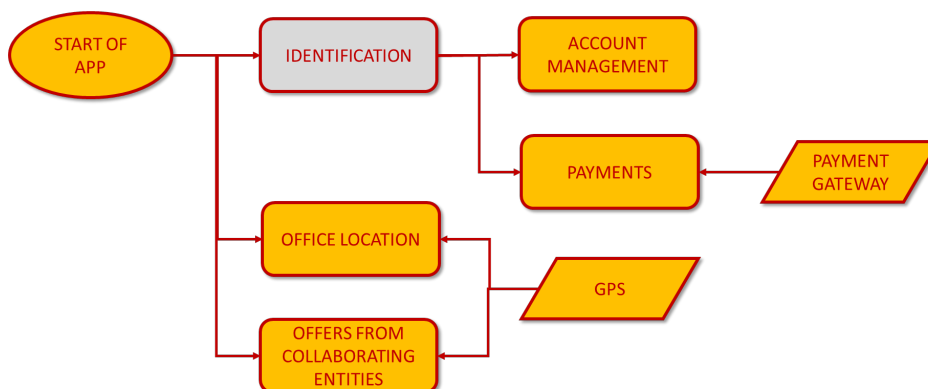 START OF
APP
IDENTIFICATION
ACCOUNT
MANAGEMENT
PAYMENTS
PAYMENT
GATEWAY
OFFICE LOCATION
GPS
OFFERS FROM
COLLABORATING
ENTITIES